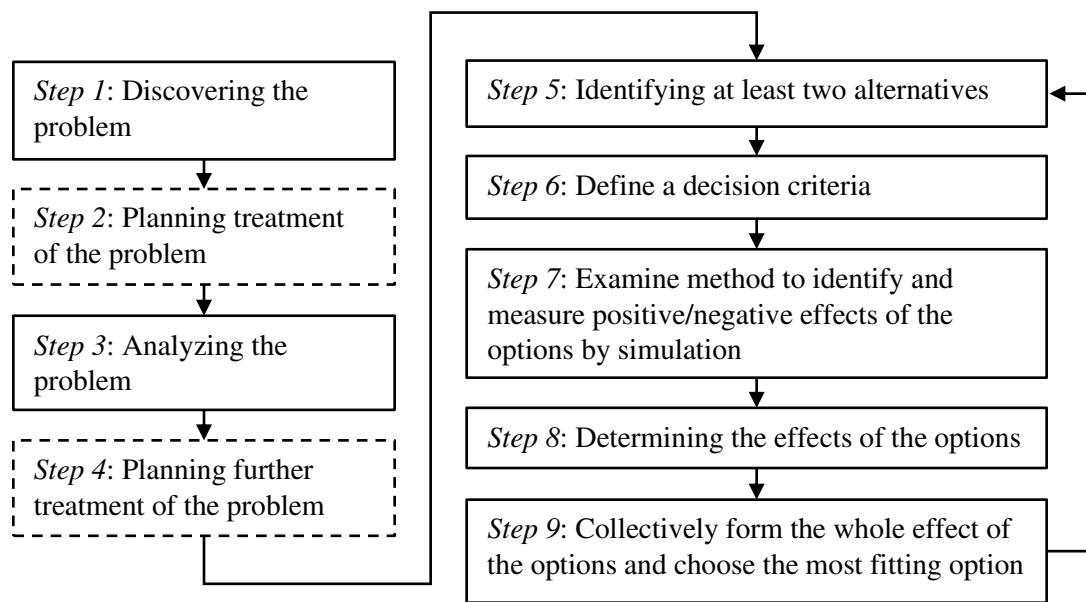 Step 1: Discovering the
problem
Step 2: Planning treatment
of the problem
Step 3: Analyzing the
problem
Step 4: Planning further
treatment of the problem
Step 5: Identifying at least two alternatives
Step 6: Define a decision criteria
Step 7: Examine method to identify and
measure positive/negative effects of the
options by simulation
Step 8: Determining the effects of the options
Step 9: Collectively form the whole effect of
the options and choose the most fitting option